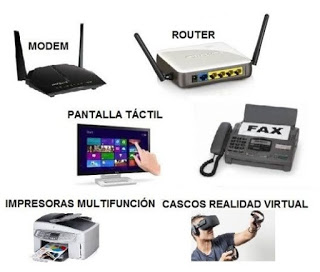 MODEM
ROUTER
PANTALLA TÁCTIL
FAX
IMPRESORAS MULTIFUNCIÓN
CASCOS REALIDAD VIRTUAL